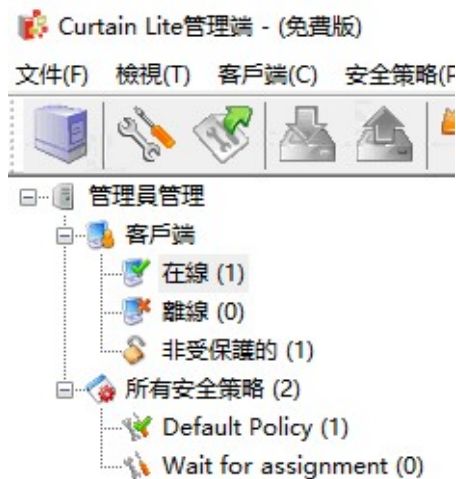 Curtain Lite管理端 - (免費版)
文件(F) 檢視(T) 客戶端(C) 安全策略(P
管理員管理
客戶端
在線 (1)
離線 (0)
非受保護的 (1)
所有安全策略 (2)
Default Policy (1)
Wait for assignment (0)